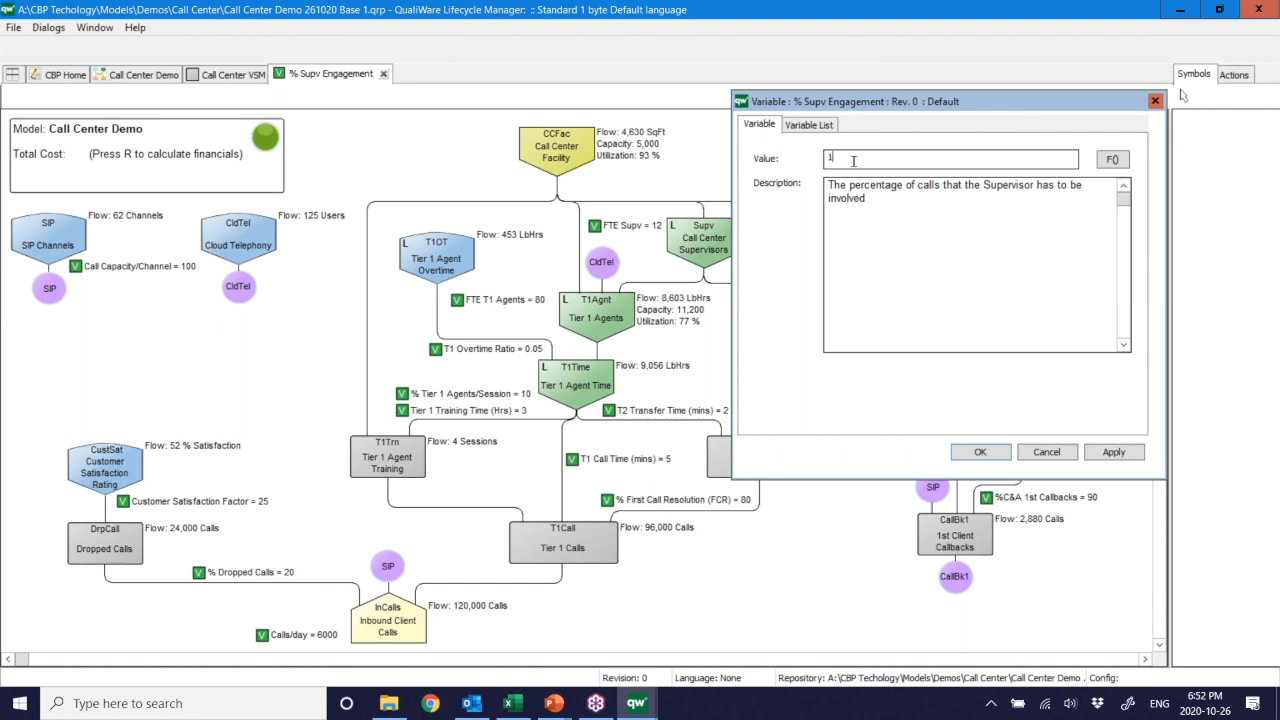 A:\CBP Techology\Models\Demos\Call Center\Call Center Demo 261020 Base 1.qrp - QualiWare Lifecycle Manager: :: Standard 1 byte Default language
File Dialogs Window Help
CBP Home Call Center Demo Call Center VSM % Supv Engagement Symbols Actions
Model: Call Center Demo
Total Cost: (Press R to calculate financials)
CCFac
Call Center
Facility
Flow: 4,630 SqFt
Capacity: 5,000
Utilization: 93 %
SIP
SIP Channels
Flow: 62 Channels
Call Capacity/Channel = 100
SIP
CldTel
Cloud Telephony
Flow: 125 Users
CldTel
T1OT
Tier 1 Agent
Overtime
Flow: 453 LbHrs
FTE T1 Agents = 80
T1 Overtime Ratio = 0.05
FTE Supv = 12
Supv
Call Center
Supervisors
CldTel
T1Agnt
Tier 1 Agents
Flow: 8,603 LbHrs
Capacity: 11,200
Utilization: 77 %
T1Time
Tier 1 Agent Time
Flow: 9,056 LbHrs
% Tier 1 Agents/Session = 10
Tier 1 Training Time (Hrs) = 3
T2 Transfer Time (mins) = 2
T1Trn
Tier 1 Agent
Training
Flow: 4 Sessions
T1 Call Time (mins) = 5
% First Call Resolution (FCR) = 80
CustSat
Customer
Satisfaction
Rating
Flow: 52 % Satisfaction
Customer Satisfaction Factor = 25
DrpCall
Dropped Calls
Flow: 24,000 Calls
T1Call
Tier 1 Calls
Flow: 96,000 Calls
% Dropped Calls = 20
SIP
InCalls
Inbound Client
Calls
Flow: 120,000 Calls
Calls/day = 6000
SIP
%C&A 1st Callbacks = 90
CallBk1
1st Client
Callbacks
Flow: 2,880 Calls
CallBk1
Variable : % Supv Engagement : Rev. 0 : Default
Variable Variable List
Value: 1 F()
Description: The percentage of calls that the Supervisor has to be
involved
OK Cancel Apply
Revision: 0 Language: None Repository: A:\CBP Techology\Models\Demos\Call Center\Call Center Demo . Config:
Type here to search
ENG
6:52 PM
2020-10-26